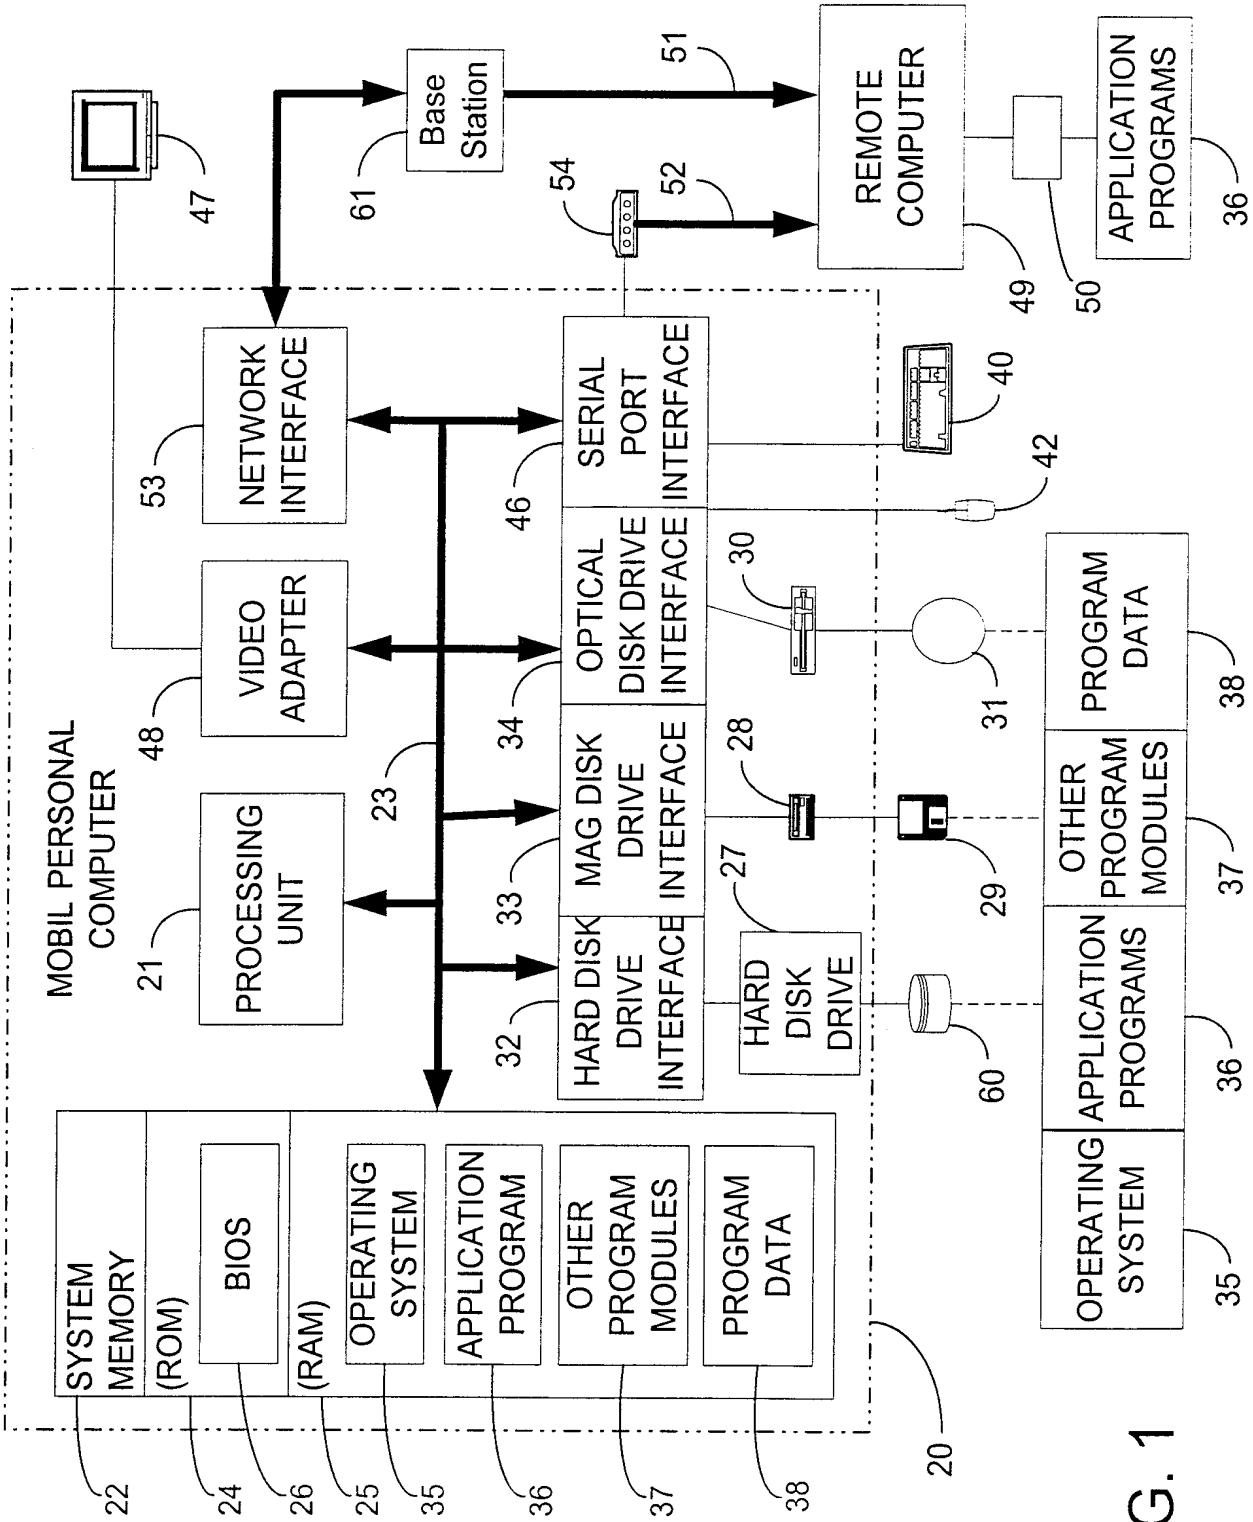 MOBIL PERSONAL
COMPUTER
22
SYSTEM
MEMORY
24
(ROM)
26
BIOS
25
(RAM)
35
OPERATING
SYSTEM
36
APPLICATION
PROGRAM
37
OTHER
PROGRAM
MODULES
38
PROGRAM
DATA
20
21
PROCESSING
UNIT
48
VIDEO
ADAPTER
53
NETWORK
INTERFACE
47
23
32
HARD DISK
DRIVE
INTERFACE
33
MAG DISK
DRIVE
INTERFACE
34
OPTICAL
DISK DRIVE
INTERFACE
46
SERIAL
PORT
INTERFACE
61
Base
Station
54
51
52
27
HARD
DISK
DRIVE
28
30
60
29
31
42
40
REMOTE
COMPUTER
49
50
APPLICATION
PROGRAMS
36
OPERATING
SYSTEM
35
APPLICATION
PROGRAMS
36
OTHER
PROGRAM
MODULES
37
PROGRAM
DATA
38
G. 1